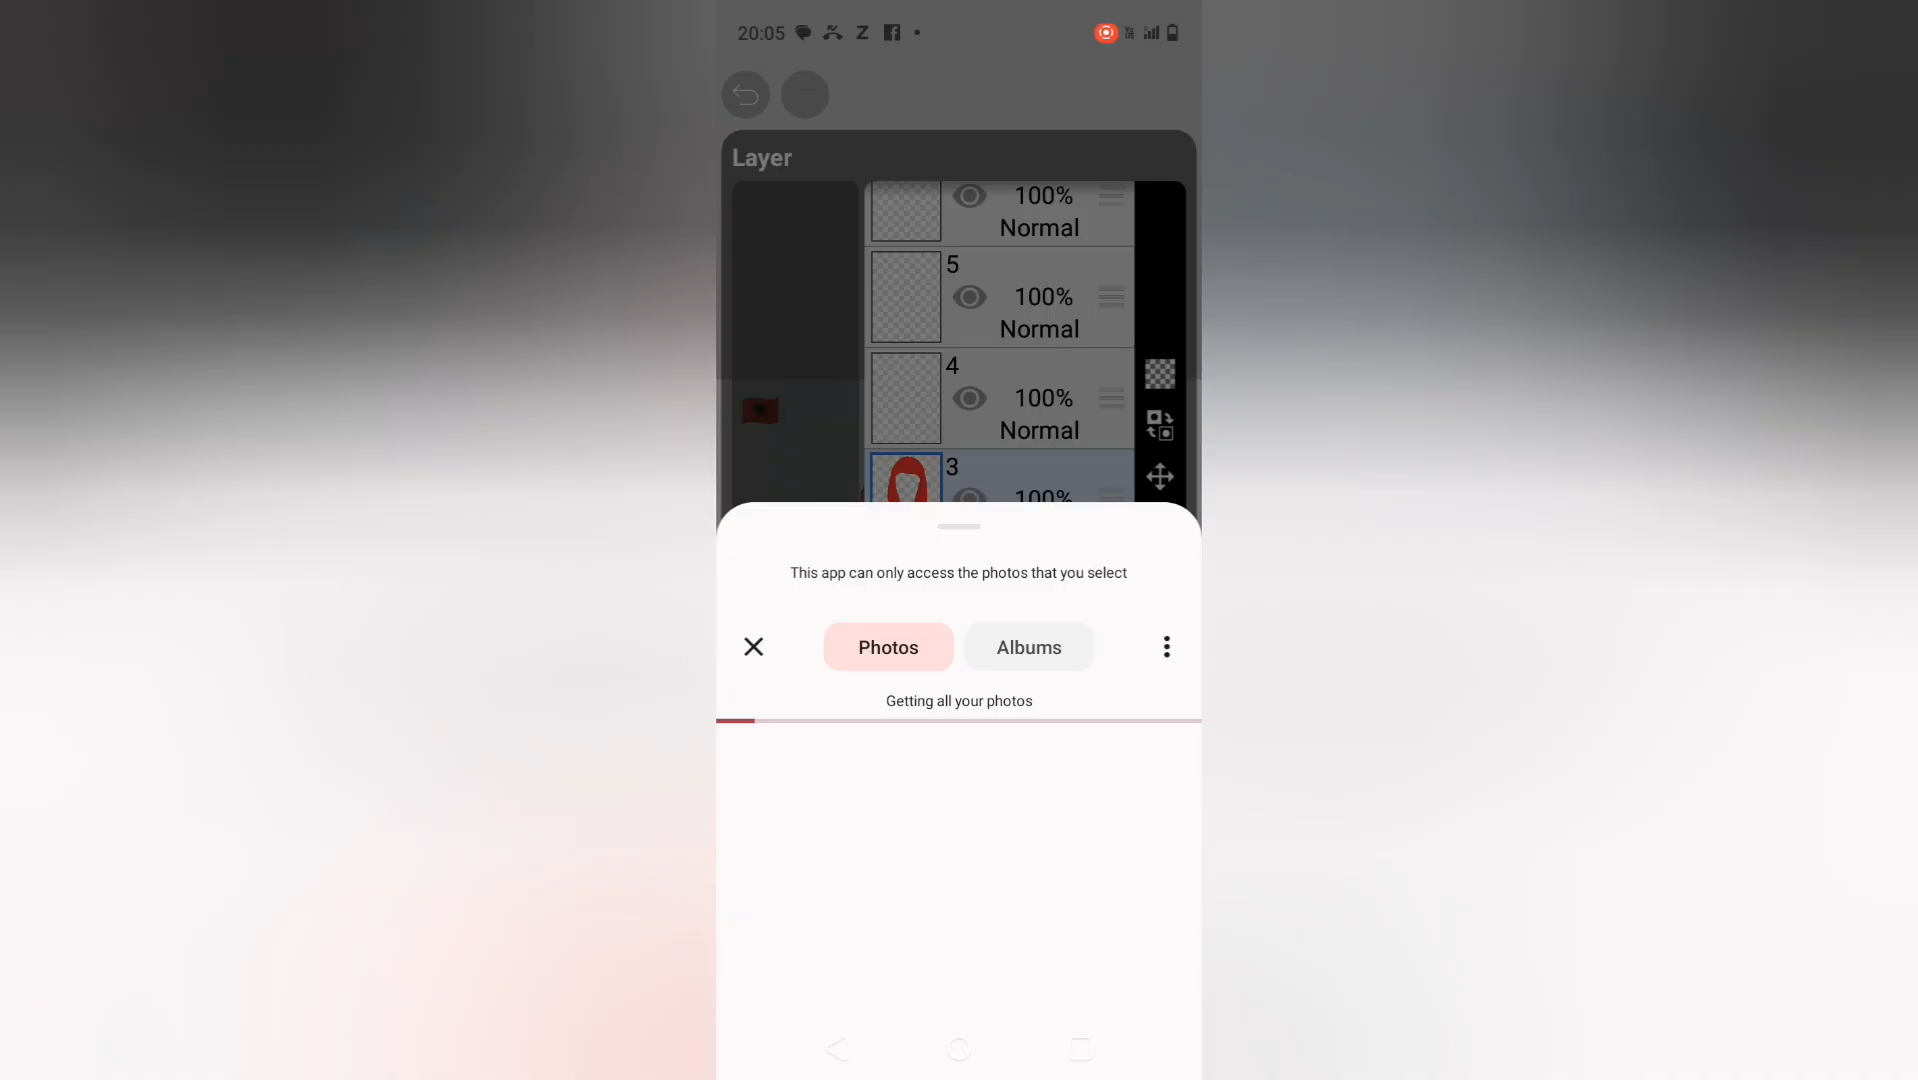 20:05 Z
Layer
100%
Normal
5
100%
Normal
4
100%
Normal
3
100%
This app can only access the photos that you select
Photos Albums
Getting all your photos